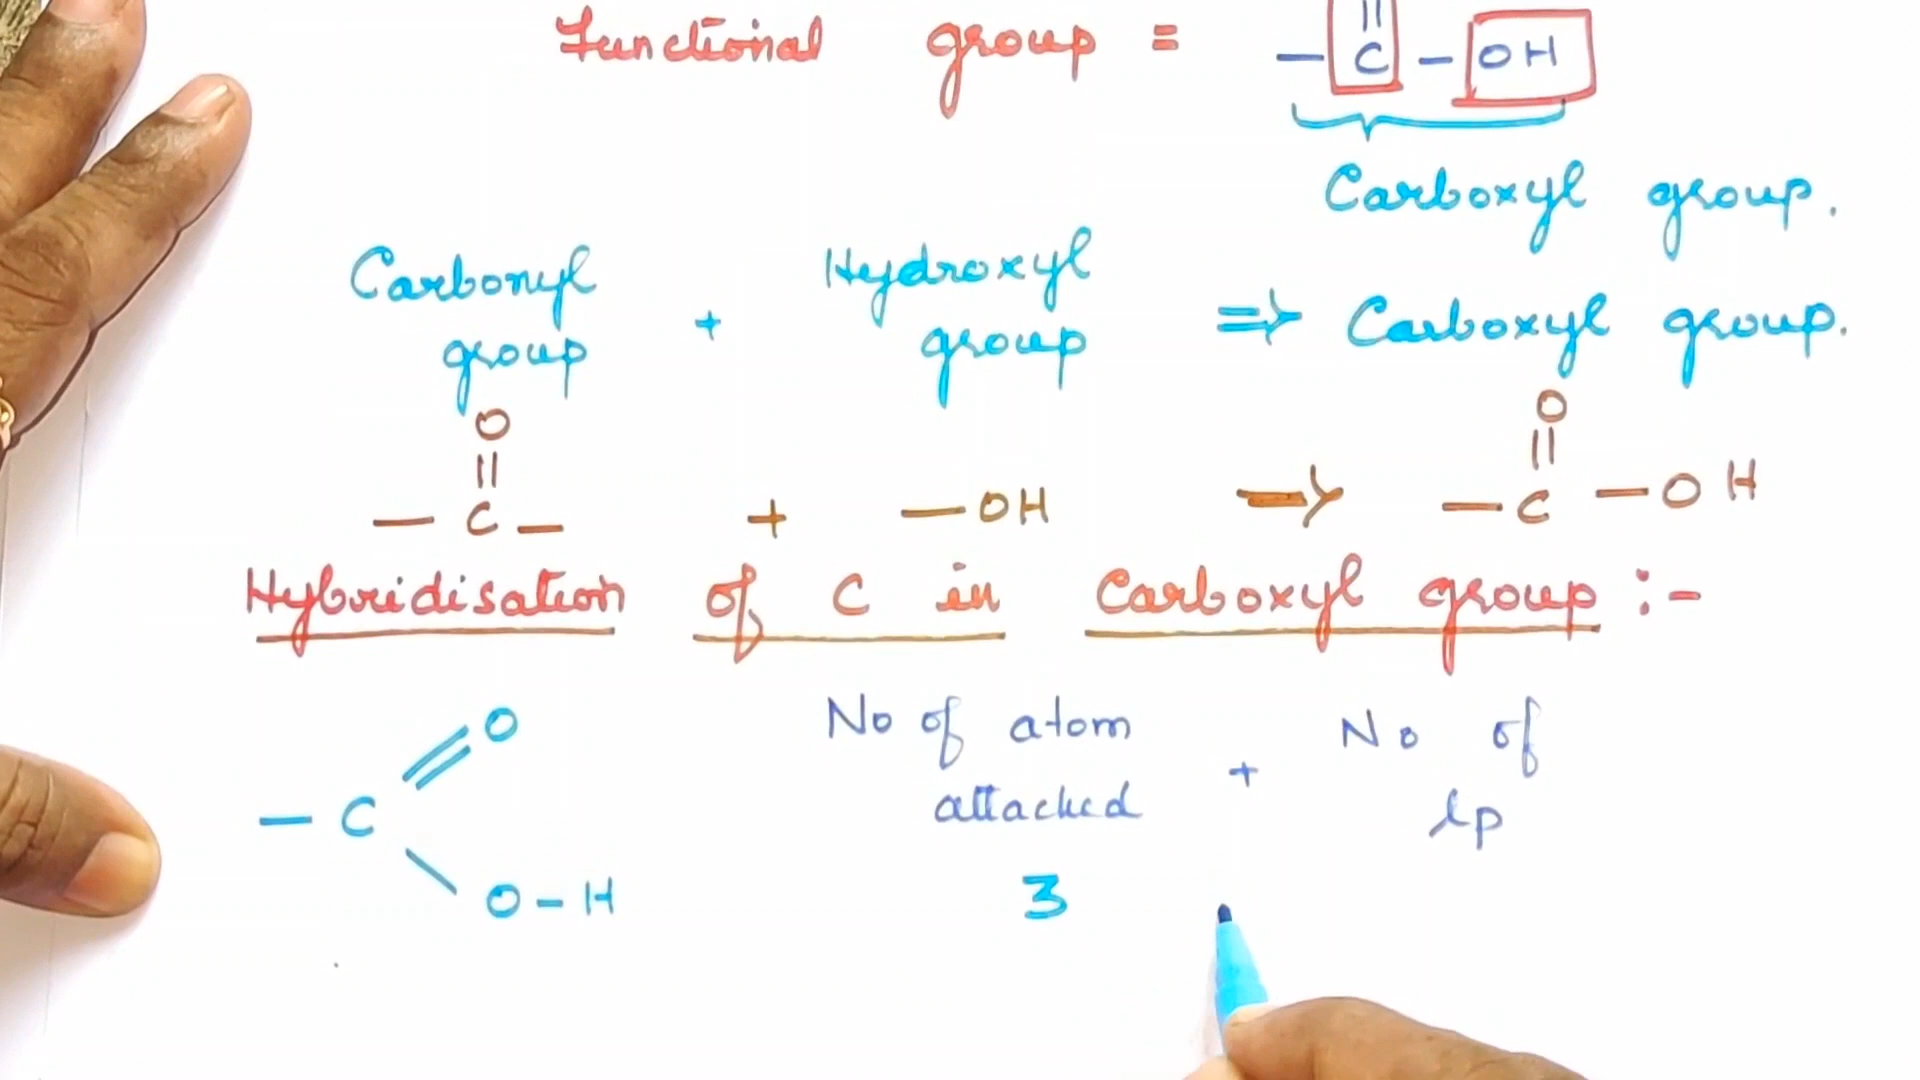 Functional group =
||
— C — OH
Carboxyl group.
Carbonyl group + Hydroxyl group ⇒ Carboxyl group.
O
||
— C — + — OH → 
O
||
— C — OH
Hybridisation of C in Carboxyl group :-
— C
O
O - H
No of atom attached + No of lp
3